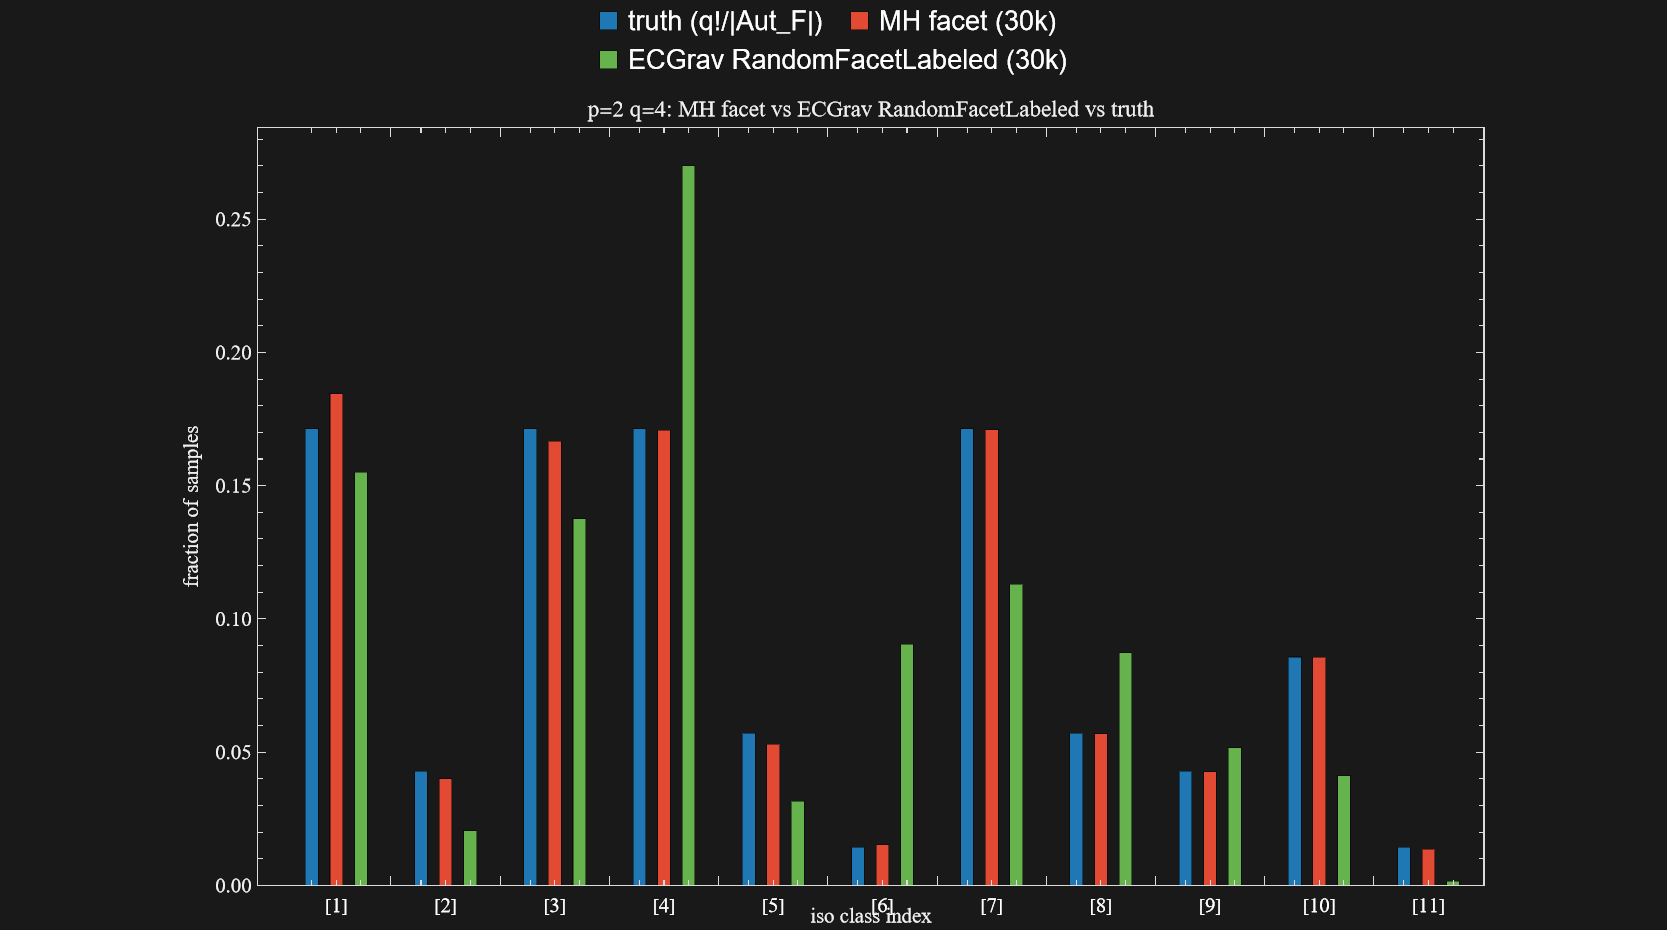 truth (q!/|Aut_F|) MH facet (30k)
ECGrav RandomFacetLabeled (30k)
p=2 q=4: MH facet vs ECGrav RandomFacetLabeled vs truth
fraction of samples
0.25
0.20
0.15
0.10
0.05
0.00
[1] [2] [3] [4] [5] [6] [7] [8] [9] [10] [11]
iso class index